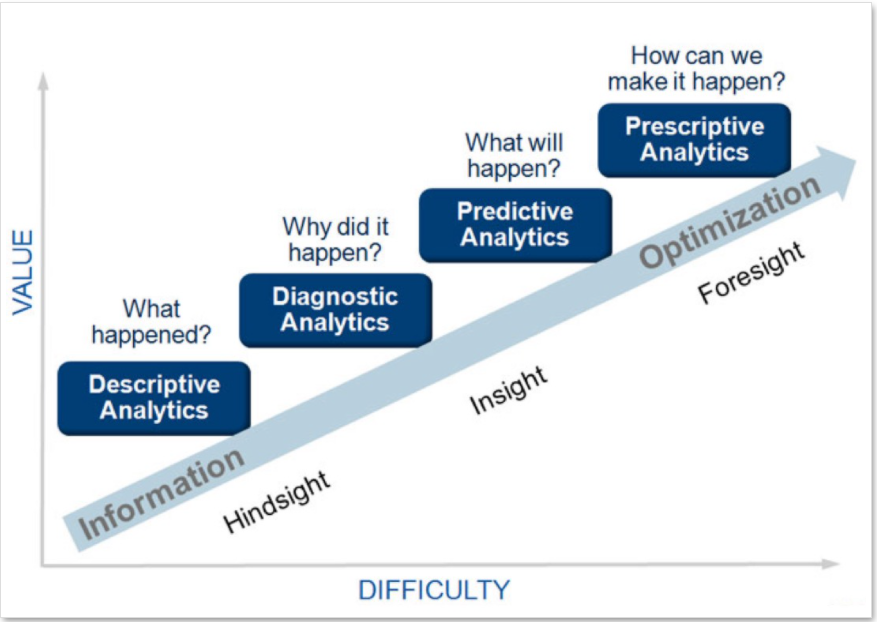 How can we
make it happen?
Prescriptive
Analytics
What will
happen?
Predictive
Analytics
Why did it
happen?
Diagnostic
Analytics
What
happened?
Descriptive
Analytics
Information
Optimization
Hindsight
Insight
Foresight
VALUE
DIFFICULTY